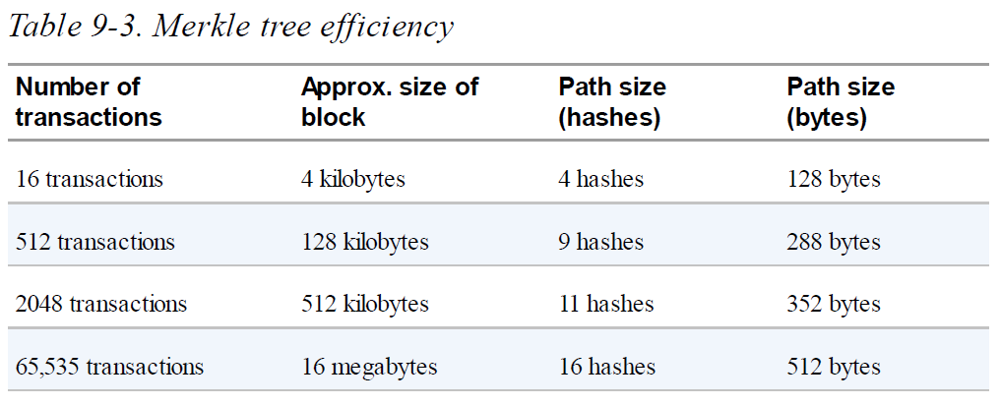 Table 9-3. Merkle tree efficiency
Number of transactions Approx. size of block Path size (hashes) Path size (bytes)
16 transactions 4 kilobytes 4 hashes 128 bytes
512 transactions 128 kilobytes 9 hashes 288 bytes
2048 transactions 512 kilobytes 11 hashes 352 bytes
65,535 transactions 16 megabytes 16 hashes 512 bytes